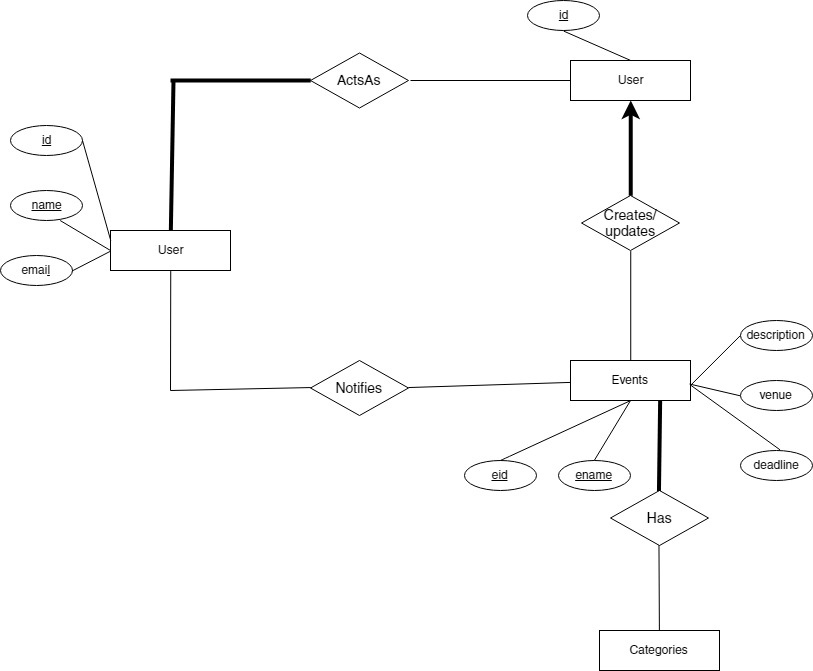 id
ActsAs
User
id
name
User
email
Creates/
updates
description
Notifies
Events
venue
deadline
eid
ename
Has
Categories